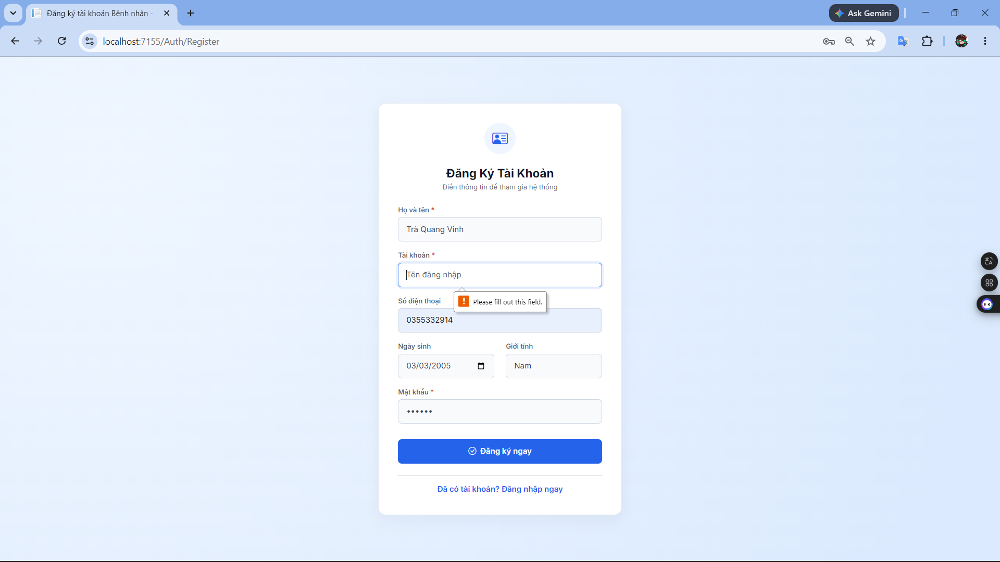 Đăng ký tài khoản Bệnh nhân -
Ask Gemini
localhost:7155/Auth/Register
Đăng Ký Tài Khoản
Điền thông tin để tham gia hệ thống
Họ và tên *
Trà Quang Vinh
Tài khoản *
Tên đăng nhập
Please fill out this field.
Số điện thoại
0355332914
Ngày sinh
Giới tính
03/03/2005
Nam
Mật khẩu *
••••••
Đăng ký ngay
Đã có tài khoản? Đăng nhập ngay